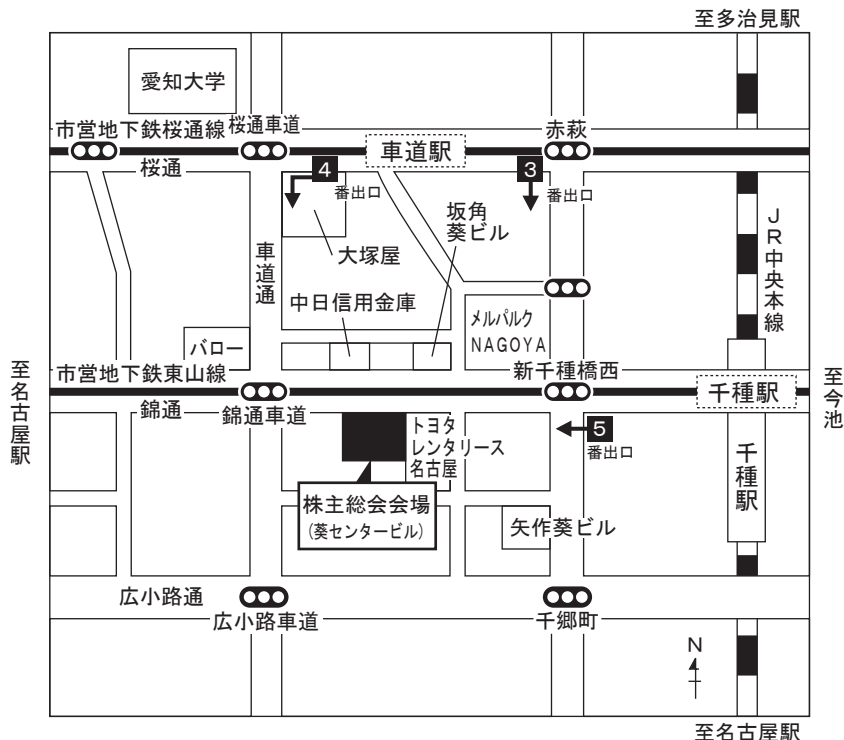 至多治見駅
愛知大学
市営地下鉄桜通線
桜通車道
車道駅
赤萩
桜通
4
番出口
3
番出口
坂角
葵ビル
大塚屋
車道通
JR中央本線
中日信用金庫
メルパルク
NAGOYA
バロー
市営地下鉄東山線
新千種橋西
千種駅
至名古屋駅
至今池
錦通
錦通車道
トヨタ
レンタリース
名古屋
5
番出口
千種駅
株主総会会場
(葵センタービル)
矢作葵ビル
広小路通
広小路車道
千郷町
N
至名古屋駅